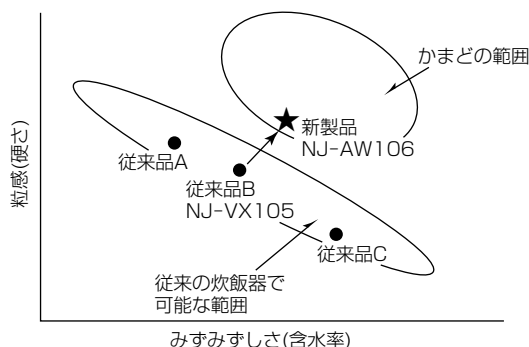 かまどの範囲
新製品
NJ-AW106
従来品A
従来品B
NJ-VX105
従来品C
従来の炊飯器で
可能な範囲
粒感(硬さ)
みずみずしさ(含水率)